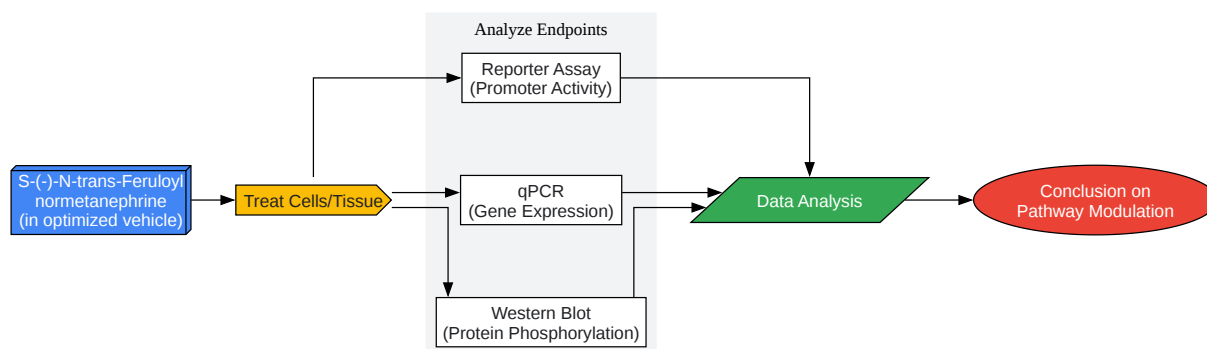 Analyze Endpoints
Reporter Assay
(Promoter Activity)
S-(-)-N-trans-Feruloyl
normetanephrine
(in optimized vehicle)
Treat Cells/Tissue
qPCR
(Gene Expression)
Data Analysis
Conclusion on
Pathway Modulation
Western Blot
(Protein Phosphorylation)